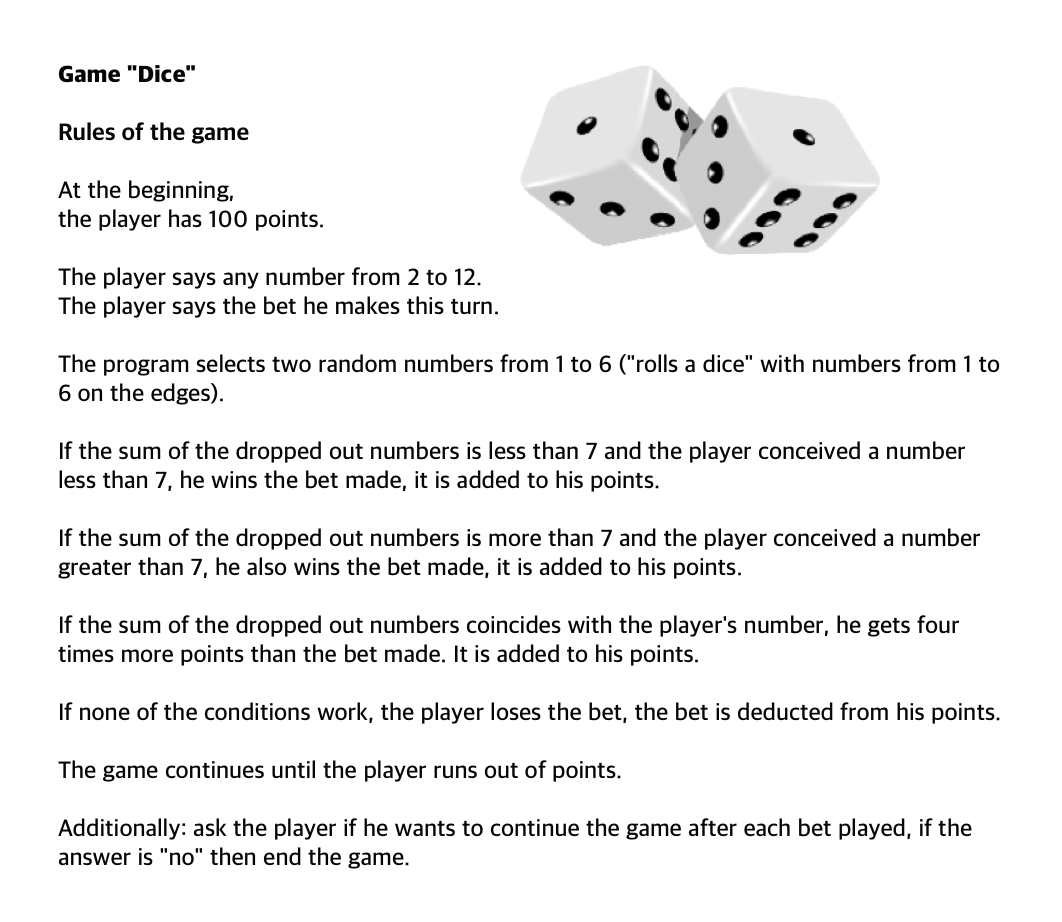 Game "Dice"
Rules of the game
At the beginning,
the player has 100 points.
The player says any number from 2 to 12.
The player says the bet he makes this turn.
The program selects two random numbers from 1 to 6 ("rolls a dice" with numbers from 1 to
6 on the edges).
If the sum of the dropped out numbers is less than 7 and the player conceived a number
less than 7, he wins the bet made, it is added to his points.
If the sum of the dropped out numbers is more than 7 and the player conceived a number
greater than 7, he also wins the bet made, it is added to his points.
If the sum of the dropped out numbers coincides with the player's number, he gets four
times more points than the bet made. It is added to his points.
If none of the conditions work, the player loses the bet, the bet is deducted from his points.
The game continues until the player runs out of points.
Additionally: ask the player if he wants to continue the game after each bet played, if the
answer is "no" then end the game.